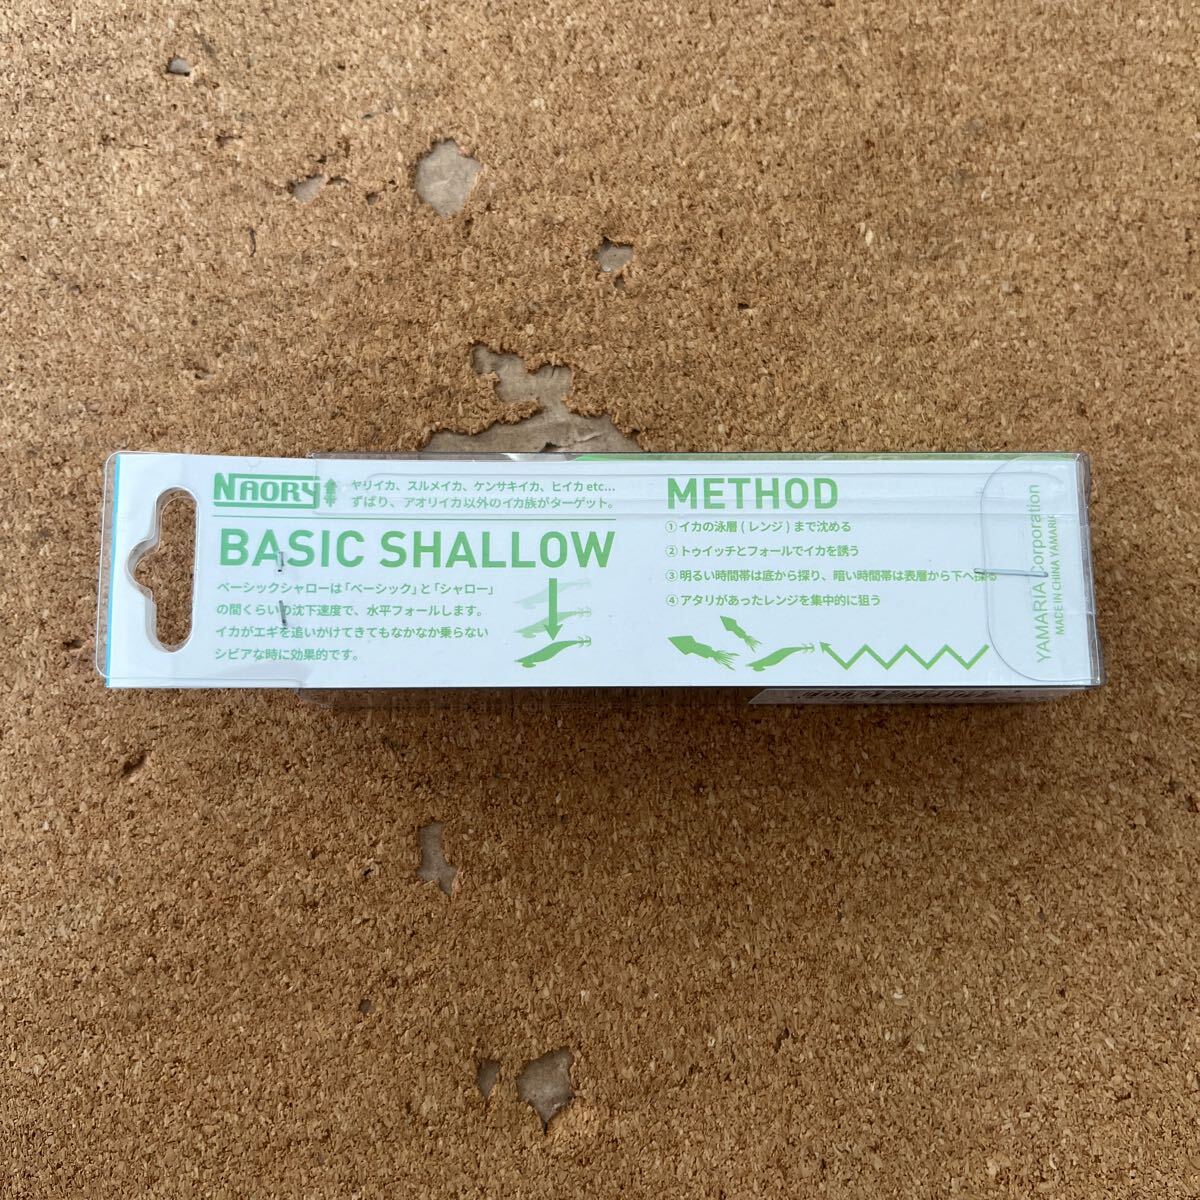 NAORY
ヤリイカ、スルメイカ、ケンサキイカ、ヒイカ etc...
ずばり、アオリイカ以外のイカ族がターゲット。
BASIC SHALLOW
ベーシックシャローは「ベーシック」と「シャロー」
の間くらいの沈下速度で、水平フォールします。
イカがエギを追いかけてきてもなかなか乗らない
シビアな時に効果的です。
METHOD
①イカの泳層(レンジ)まで沈める
②トゥイッチとフォールでイカを誘う
③明るい時間帯は底から探り、暗い時間帯は表層から下へ探る
④アタリがあったレンジを集中的に狙う
YAMARIA Corporation
MADE IN CHINA YAMARIA